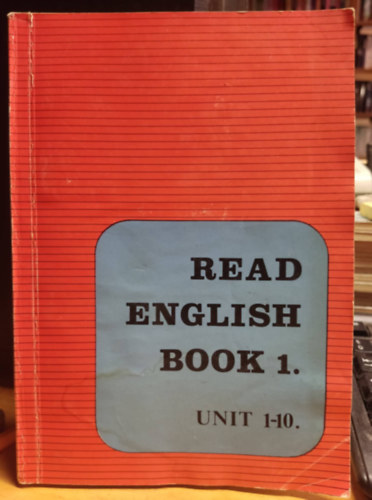 READ
ENGLISH
BOOK 1.
UNIT 1-10.